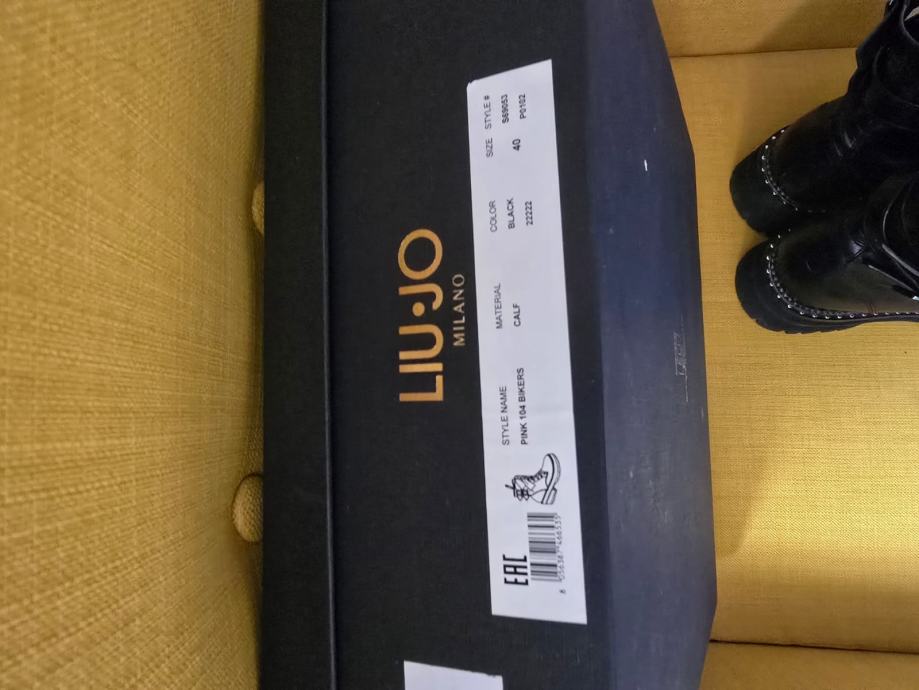 LIU·JO
MILANO
STYLE NAME MATERIAL COLOR SIZE STYLE #
PINK 104 BIKERS CALF BLACK 40 S69053
22222 P0102
EAC